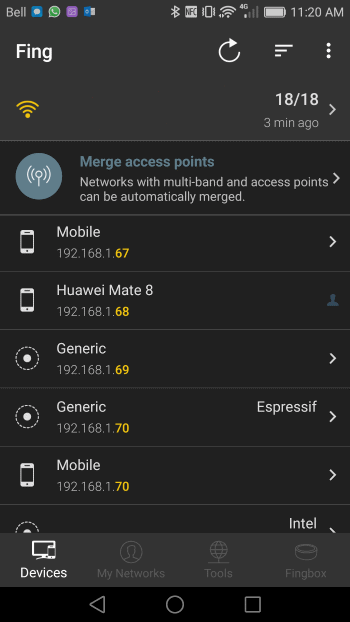 Bell NFC 4G 11:20 AM
Fing
18/18
3 min ago
Merge access points
Networks with multi-band and access points
can be automatically merged.
Mobile
192.168.1.67
Huawei Mate 8
192.168.1.68
Generic
192.168.1.69
Generic Espressif
192.168.1.70
Mobile
192.168.1.70
Intel
Devices My Networks Tools Fingbox